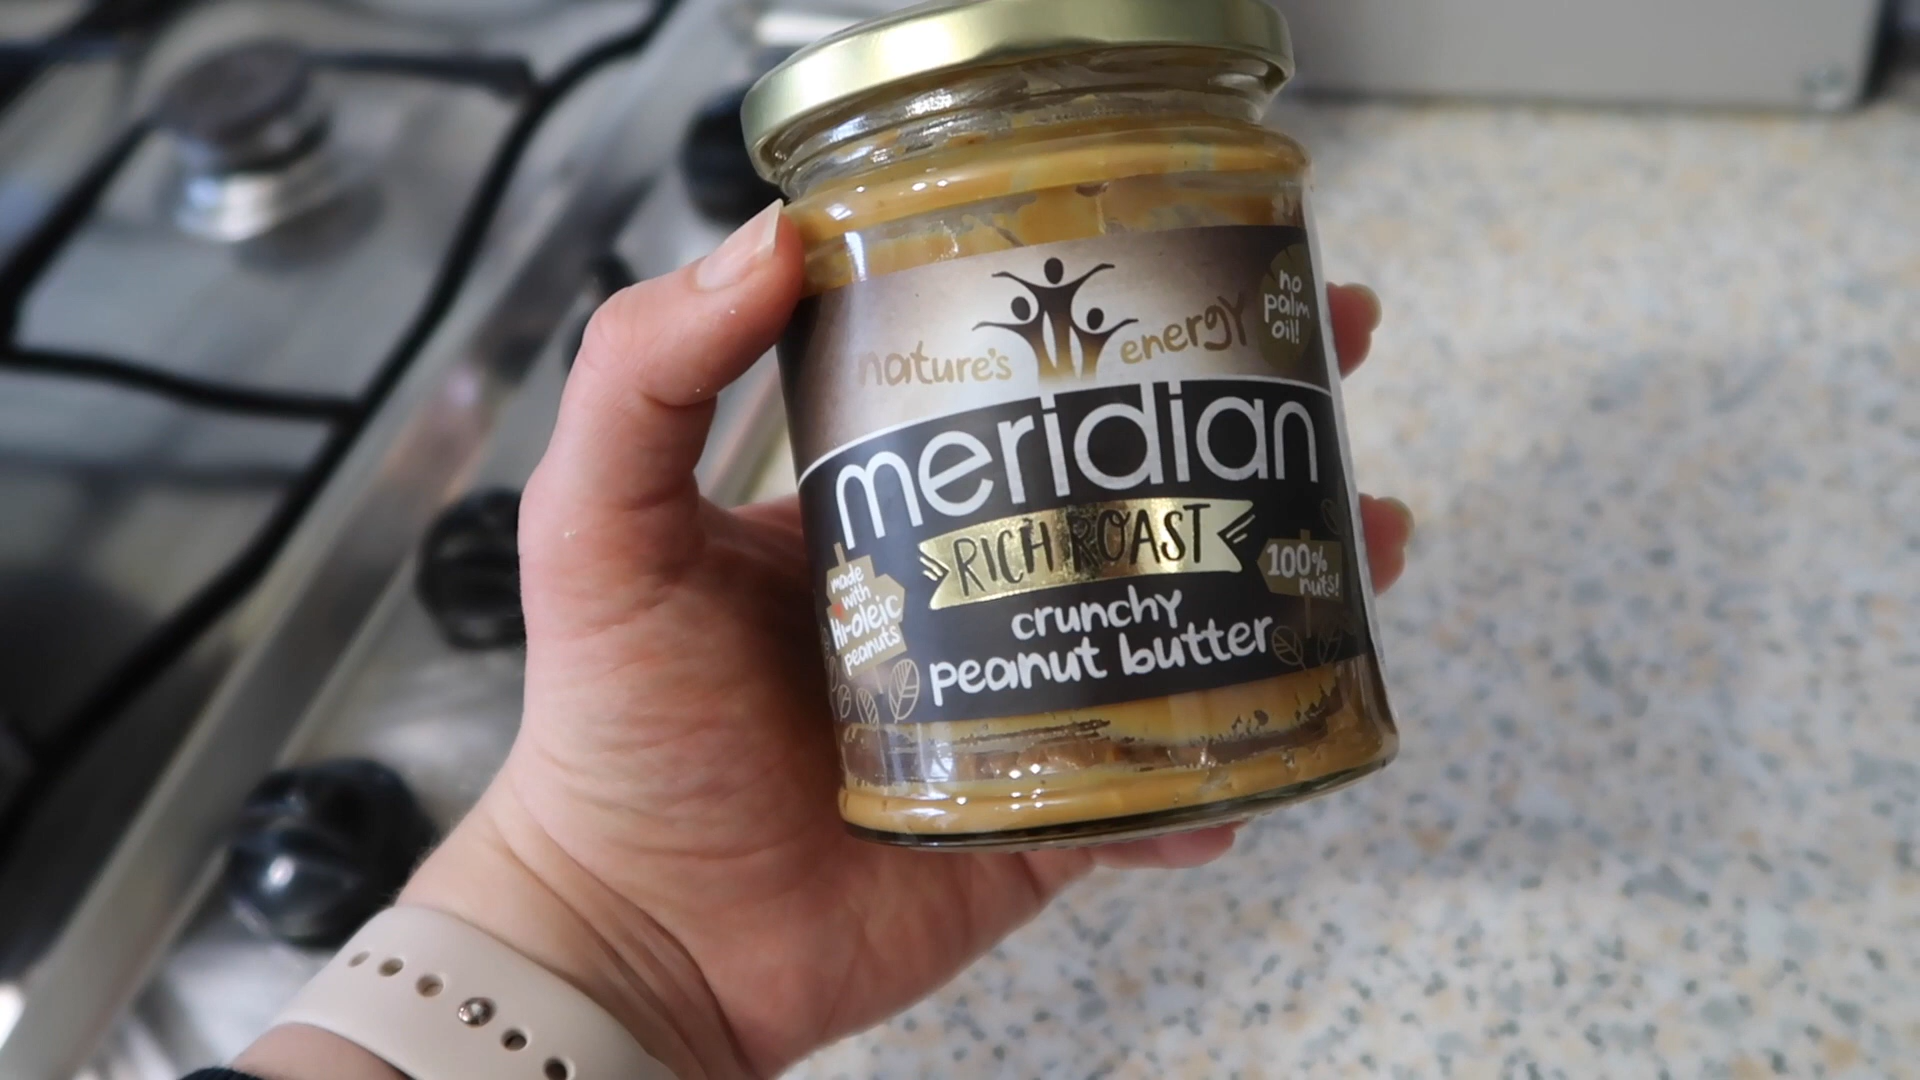 nature's energy
no
palm
oil!
meridian
RICH ROAST
100%
nuts!
made
with
Hi-oleic
peanuts
crunchy
peanut butter